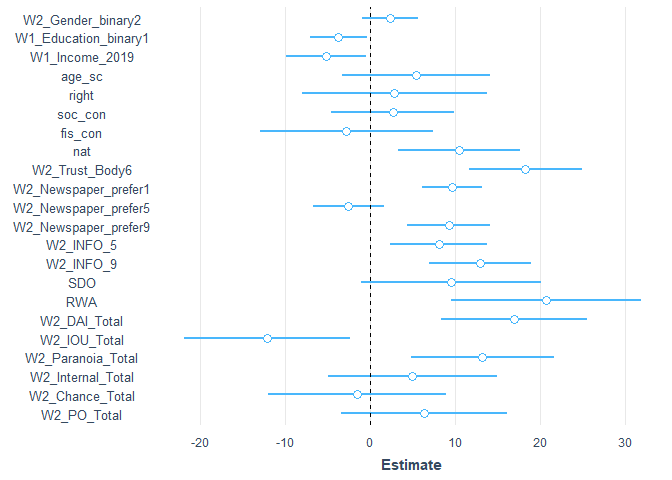 W2_Gender_binary2
W1_Education_binary1
W1_Income_2019
age_sc
right
soc_con
fis_con
nat
W2_Trust_Body6
W2_Newspaper_prefer1
W2_Newspaper_prefer5
W2_Newspaper_prefer9
W2_INFO_5
W2_INFO_9
SDO
RWA
W2_DAI_Total
W2_IOU_Total
W2_Paranoia_Total
W2_Internal_Total
W2_Chance_Total
W2_PO_Total
-20 -10 0 10 20 30
Estimate